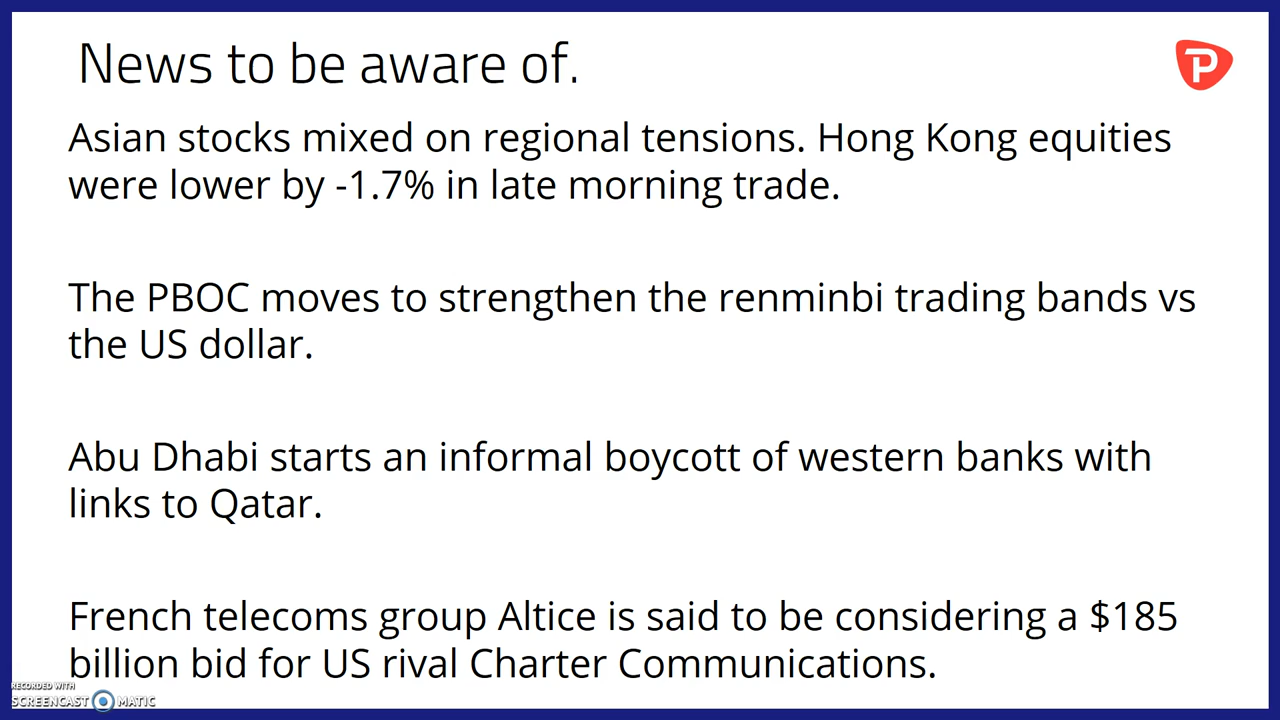 News to be aware of.
P
Asian stocks mixed on regional tensions. Hong Kong equities
were lower by -1.7% in late morning trade.
The PBOC moves to strengthen the renminbi trading bands vs
the US dollar.
Abu Dhabi starts an informal boycott of western banks with
links to Qatar.
French telecoms group Altice is said to be considering a $185
billion bid for US rival Charter Communications.
RECORDED WITH
SCREENCAST MATIC